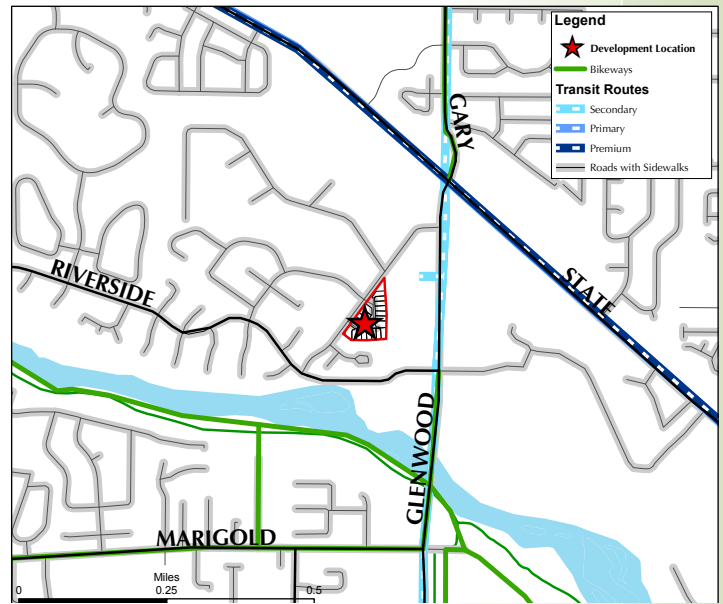 Legend
Development Location
Bikeways
Transit Routes
Secondary
Primary
Premium
Roads with Sidewalks
GARY
STATE
RIVERSIDE
GLENWOOD
MARIGOLD
Miles
0 0.25 0.5